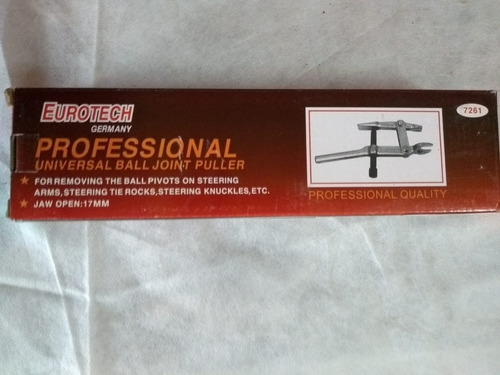 EUROTECH
GERMANY
PROFESSIONAL
UNIVERSAL BALL JOINT PULLER
★ FOR REMOVING THE BALL PIVOTS ON STEERING
ARMS,STEERING TIE ROCKS,STEERING KNUCKLES,ETC.
★ JAW OPEN:17MM
7261
PROFESSIONAL QUALITY